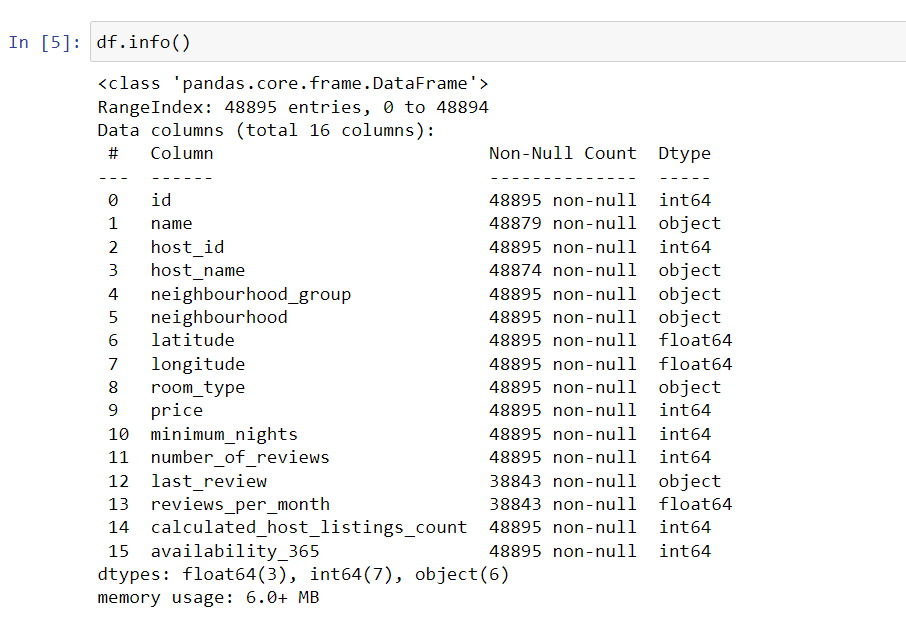 In [5]: df.info()
<class 'pandas.core.frame.DataFrame'>
RangeIndex: 48895 entries, 0 to 48894
Data columns (total 16 columns):
 #   Column                          Non-Null Count  Dtype
---  ------                          --------------  -----
 0   id                              48895 non-null  int64
 1   name                            48879 non-null  object
 2   host_id                         48895 non-null  int64
 3   host_name                       48874 non-null  object
 4   neighbourhood_group             48895 non-null  object
 5   neighbourhood                   48895 non-null  object
 6   latitude                        48895 non-null  float64
 7   longitude                       48895 non-null  float64
 8   room_type                       48895 non-null  object
 9   price                           48895 non-null  int64
 10  minimum_nights                  48895 non-null  int64
 11  number_of_reviews               48895 non-null  int64
 12  last_review                     38843 non-null  object
 13  reviews_per_month               38843 non-null  float64
 14  calculated_host_listings_count  48895 non-null  int64
 15  availability_365                48895 non-null  int64
dtypes: float64(3), int64(7), object(6)
memory usage: 6.0+ MB